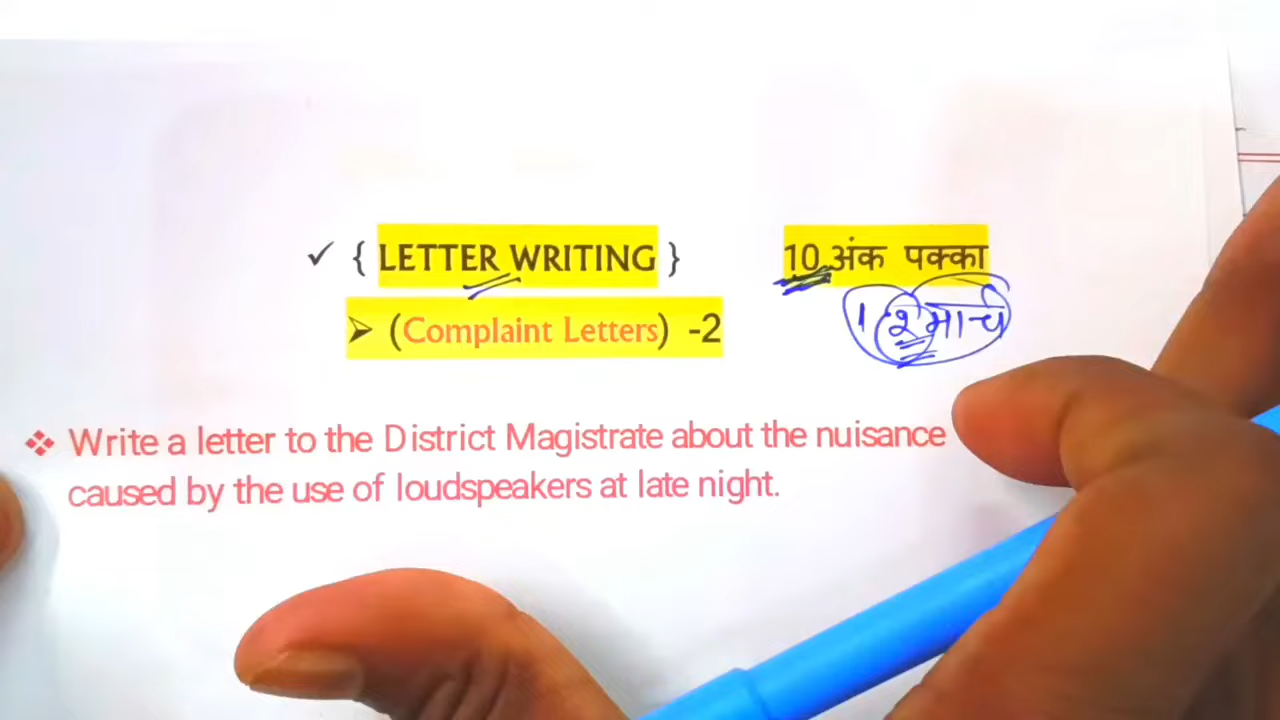 ✓ { LETTER WRITING } 10 अंक पक्का
➤ (Complaint Letters) -2 1 २ मार्च
❖ Write a letter to the District Magistrate about the nuisance
caused by the use of loudspeakers at late night.